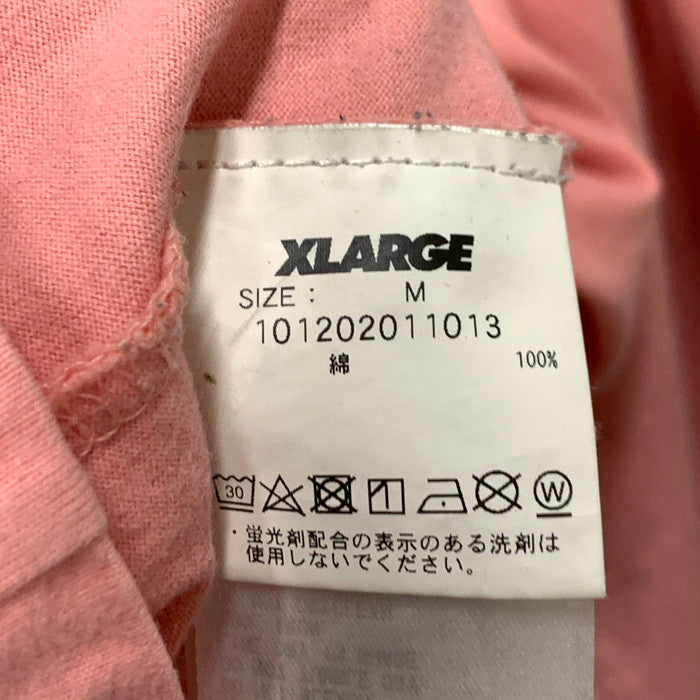 XLARGE
SIZE : M
101202011013
綿 100%
30 W
・蛍光剤配合の表示のある洗剤は
使用しないでください。